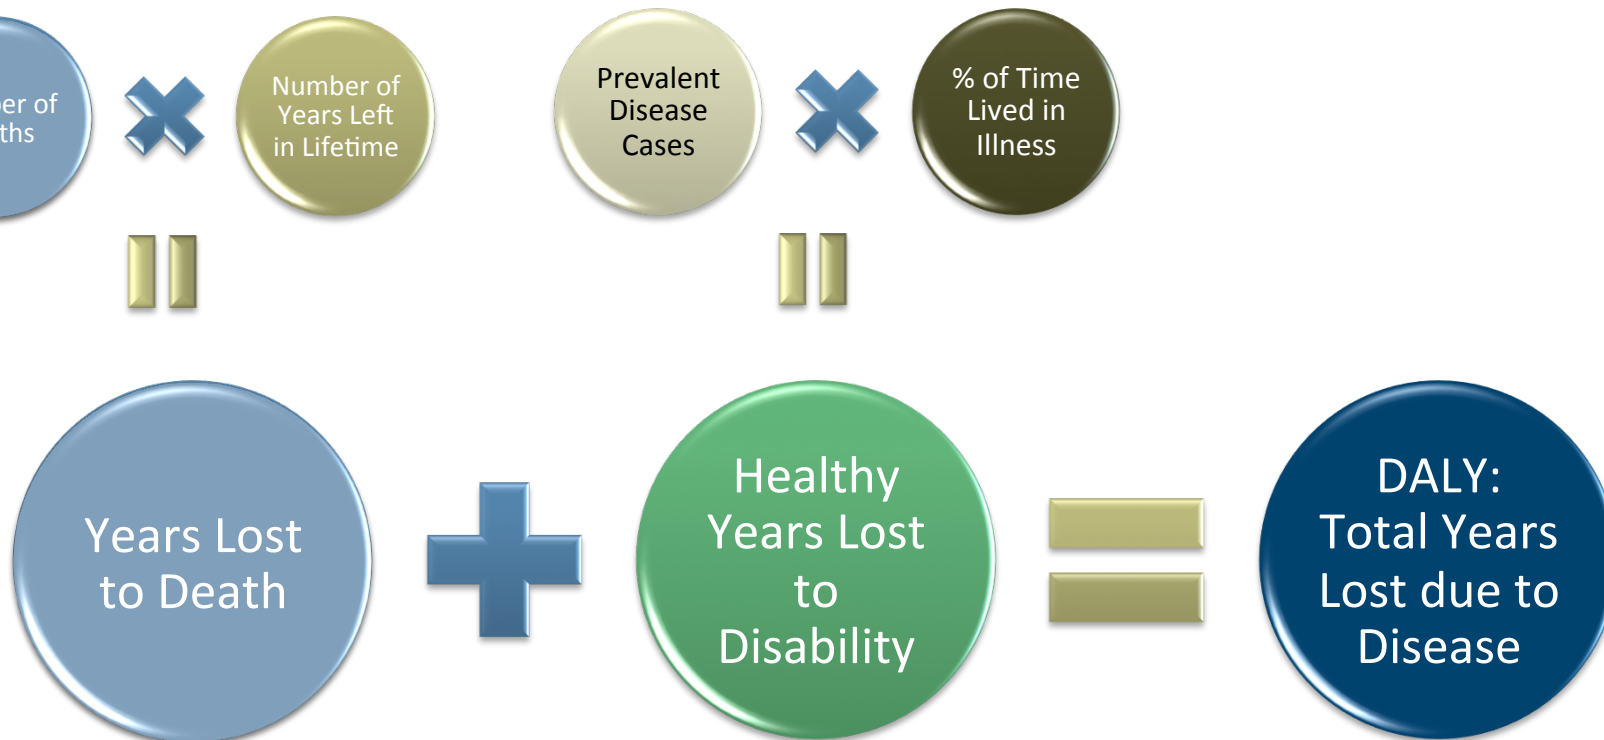 of
Number of
Years Left
in Lifetime
Prevalent
Disease
Cases
% of Time
Lived in
Illness
Years Lost
to Death
Healthy
Years Lost
to
Disability
DALY:
Total Years
Lost due to
Disease